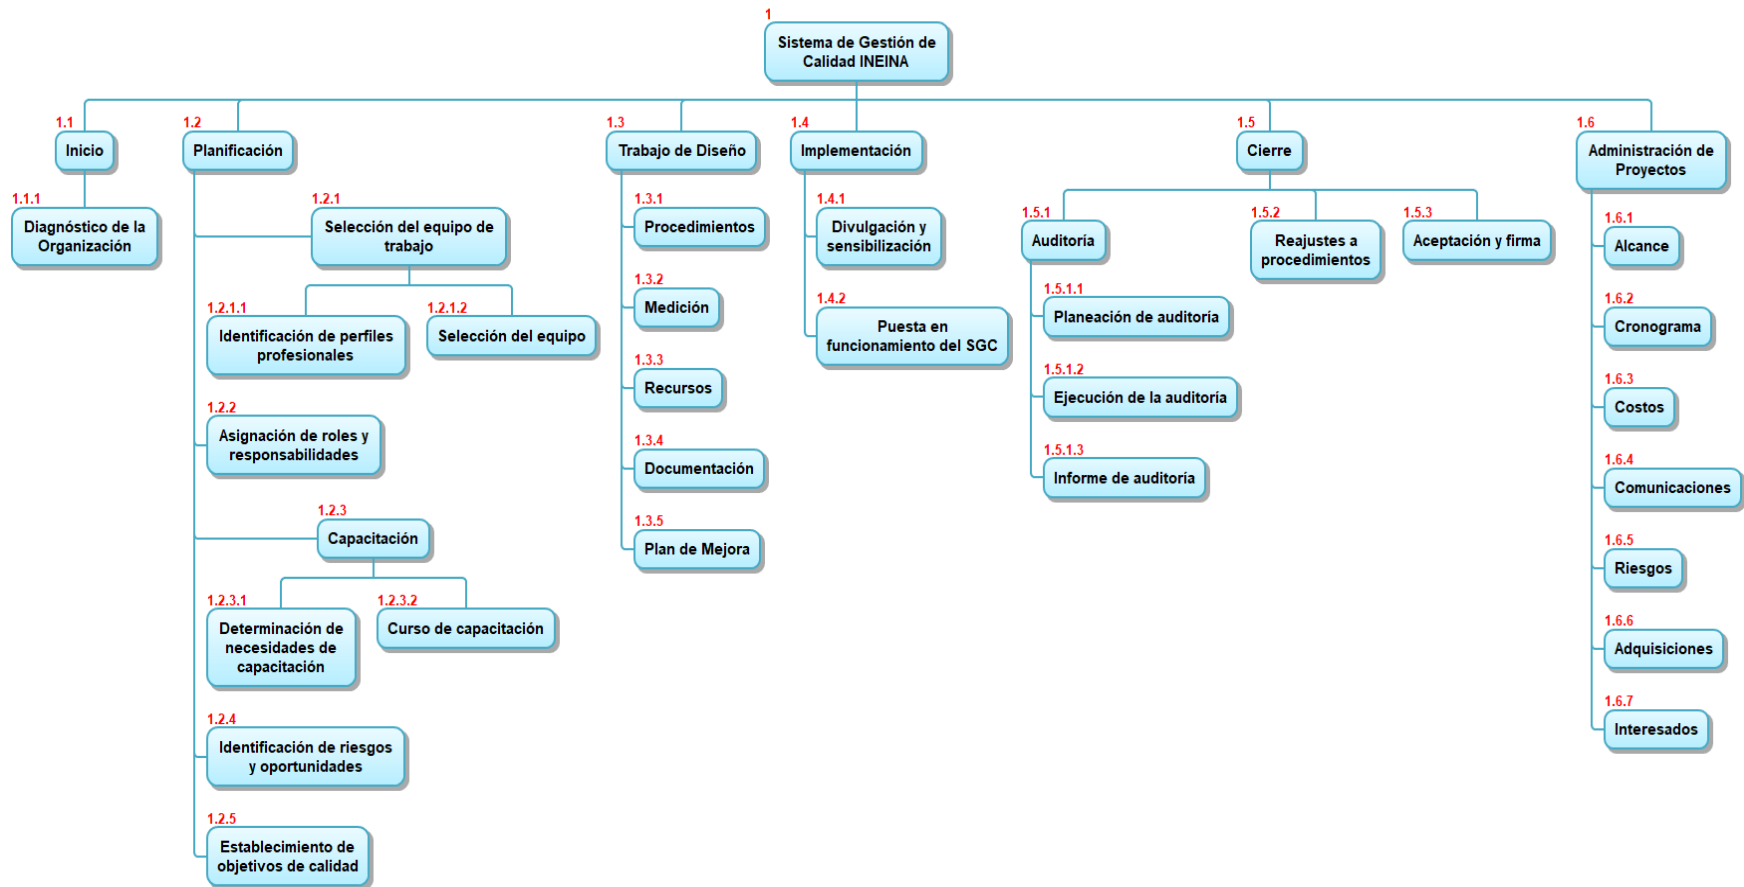 1
Sistema de Gestión de
Calidad INEINA
1.1
Inicio
1.1.1
Diagnóstico de la
Organización
1.2
Planificación
1.2.1
Selección del equipo de
trabajo
1.2.1.1
Identificación de perfiles
profesionales
1.2.1.2
Selección del equipo
1.2.2
Asignación de roles y
responsabilidades
1.2.3
Capacitación
1.2.3.1
Determinación de
necesidades de
capacitación
1.2.3.2
Curso de capacitación
1.2.4
Identificación de riesgos
y oportunidades
1.2.5
Establecimiento de
objetivos de calidad
1.3
Trabajo de Diseño
1.3.1
Procedimientos
1.3.2
Medición
1.3.3
Recursos
1.3.4
Documentación
1.3.5
Plan de Mejora
1.4
Implementación
1.4.1
Divulgación y
sensibilización
1.4.2
Puesta en
funcionamiento del SGC
1.5
Cierre
1.5.1
Auditoría
1.5.1.1
Planeación de auditoría
1.5.1.2
Ejecución de la auditoría
1.5.1.3
Informe de auditoría
1.5.2
Reajustes a
procedimientos
1.5.3
Aceptación y firma
1.6
Administración de
Proyectos
1.6.1
Alcance
1.6.2
Cronograma
1.6.3
Costos
1.6.4
Comunicaciones
1.6.5
Riesgos
1.6.6
Adquisiciones
1.6.7
Interesados